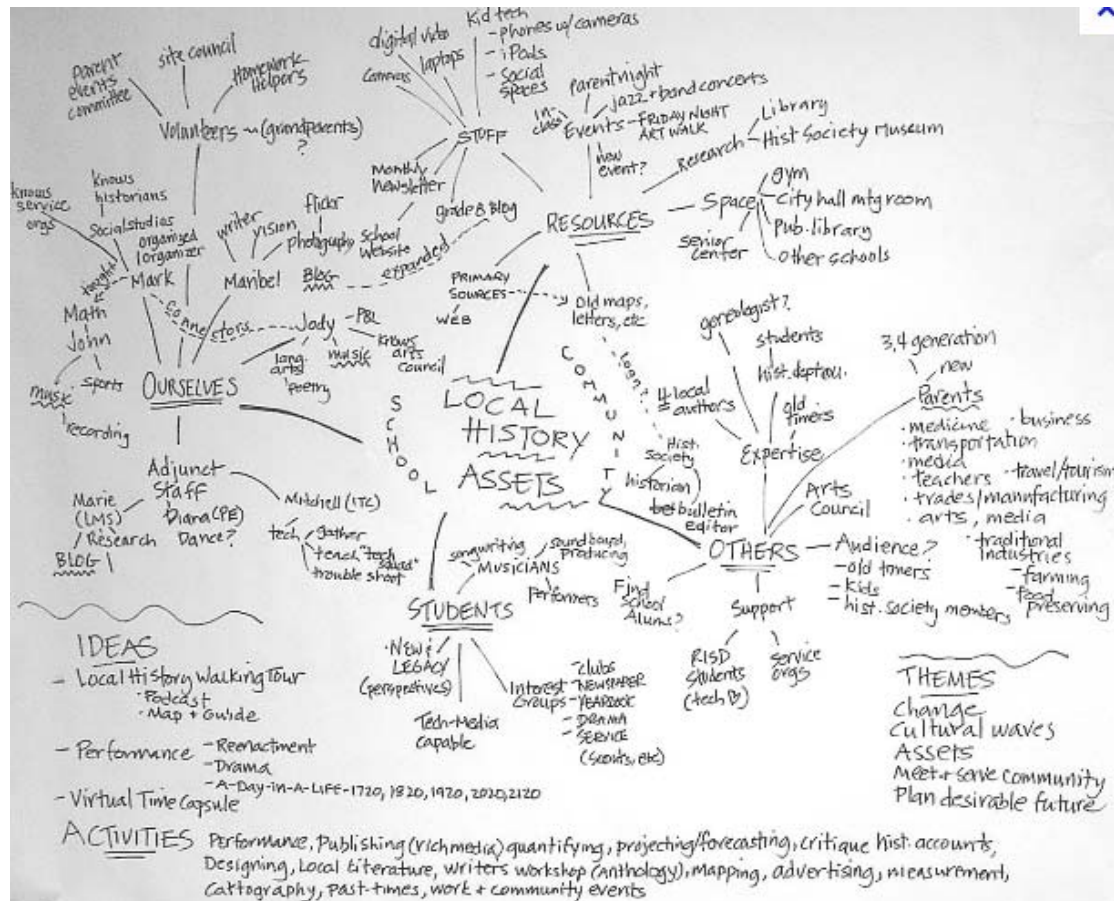 LOCAL
HISTORY
ASSETS
SCHOOL
COMMUNITY
OURSELVES
Volunteers ~ (grandparents)
?
Parent
events
committee
site council
Homework
Helpers
Mark
knows
service
orgs
knows
historians
Social studies
organized
/organizer
taught
Math
John
music
sports
recording
connectors
Maribel
writer
vision
photography
flickr
BLOG
expanded
Jody
- PBL
knows
arts
council
lang.
arts
poetry
music
Adjunct
Staff
Marie
(LMS)
Research
BLOG
Diana (PE)
Dance?
Mitchell (ITC)
tech
gather
teach "tech
squad"
trouble shoot
RESOURCES
STUFF
cameras
digital video
laptops
Kid tech
- phones w/ cameras
- iPods
- social
spaces
Monthly
Newsletter
School
Website
grade 8 blog
Events
in-
class
Parent night
jazz + band concerts
- FRIDAY NIGHT
ART WALK
new
event?
Research
Library
Hist Society Museum
Space
gym
City hall mtg room
Pub. library
Other schools
senior
center
PRIMARY
SOURCES
WEB
Old maps,
letters, etc
loan?
Hist.
Society
historian)
bulletin
editor
OTHERS
Expertise
4 local
authors
geneologist?
students
old
timers
Parents
3,4 generation
new
• medicine
• business
• transportation
• media
• teachers
• travel/tourism
• trades/manufacturing
• arts, media
• traditional
industries
- farming
- food
preserving
Arts
Council
Audience?
- old timers
- Kids
- hist. society members
Find
School
Alums?
Support
RISD
students
service
orgs
STUDENTS
MUSICIANS
songwriting
sound board,
producing
Performers
• NEW &
LEGACY
(perspectives)
Tech-Media
Capable
Interest
Groups
- clubs
- NEWSPAPER
- YEARBOOK
- DRAMA
- SERVICE
(scouts, etc)
IDEAS
- Local History Walking Tour
• Podcast
• Map + Guide
- Performance
- Reenactment
- Drama
- A-Day-in-A-LIFE-1720, 1820, 1920, 2020, 2120
- Virtual Time Capsule
THEMES
Change
Cultural waves
Assets
Meet + serve community
Plan desirable future
ACTIVITIES Performance, Publishing (rich media) quantifying, projecting/forecasting, critique hist. accounts,
Designing, Local Literature, writers workshop (anthology), mapping, advertising, measurement,
Cartography, past-times, work + community events